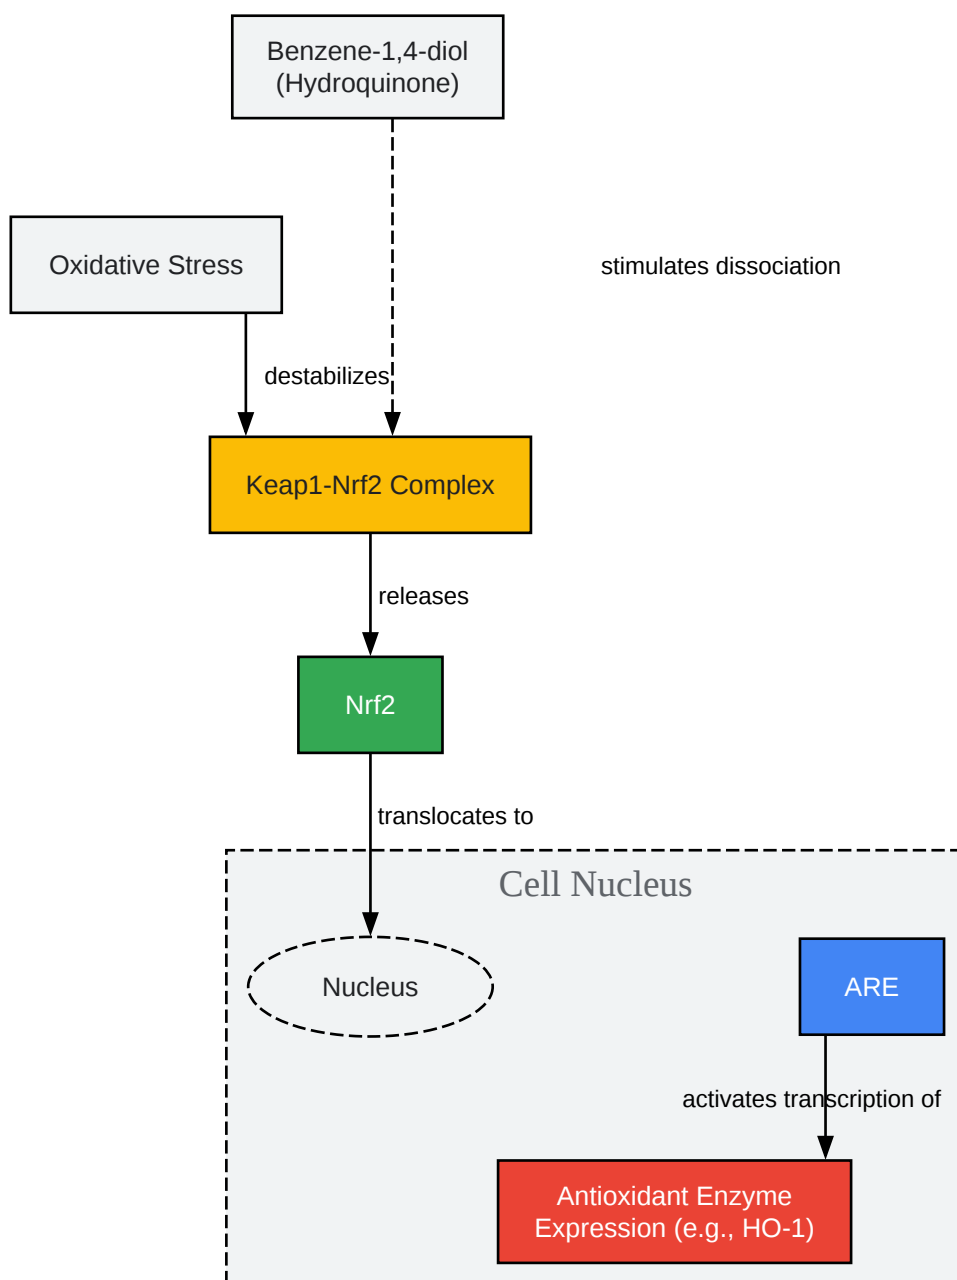 Benzene-1,4-diol
(Hydroquinone)
Oxidative Stress
stimulates dissociation
destabilizes
Keap1-Nrf2 Complex
releases
Nrf2
translocates to
Cell Nucleus
Nucleus
ARE
activates transcription of
Antioxidant Enzyme
Expression (e.g., HO-1)